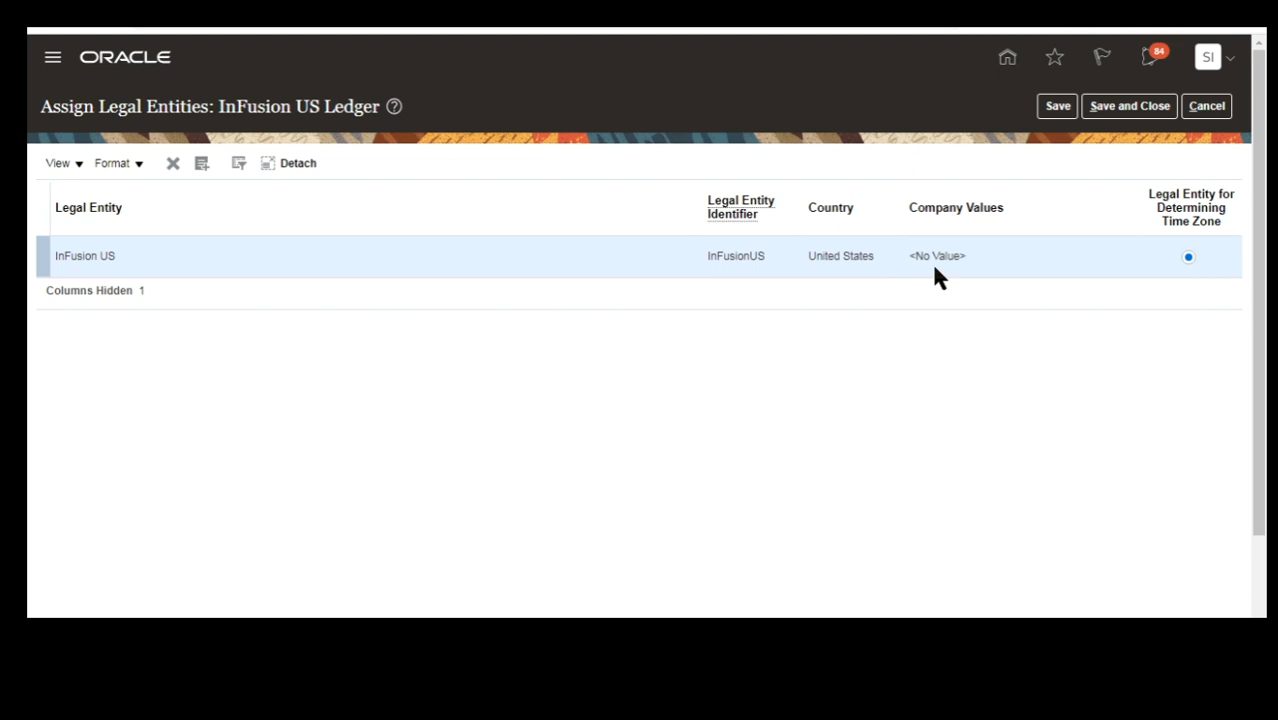 ORACLE
84
SI
Assign Legal Entities: InFusion US Ledger ?
Save
Save and Close
Cancel
View
Format
Detach
Legal Entity
Legal Entity
Identifier
Country
Company Values
Legal Entity for
Determining
Time Zone
InFusion US
InFusionUS
United States
<No Value>
Columns Hidden 1